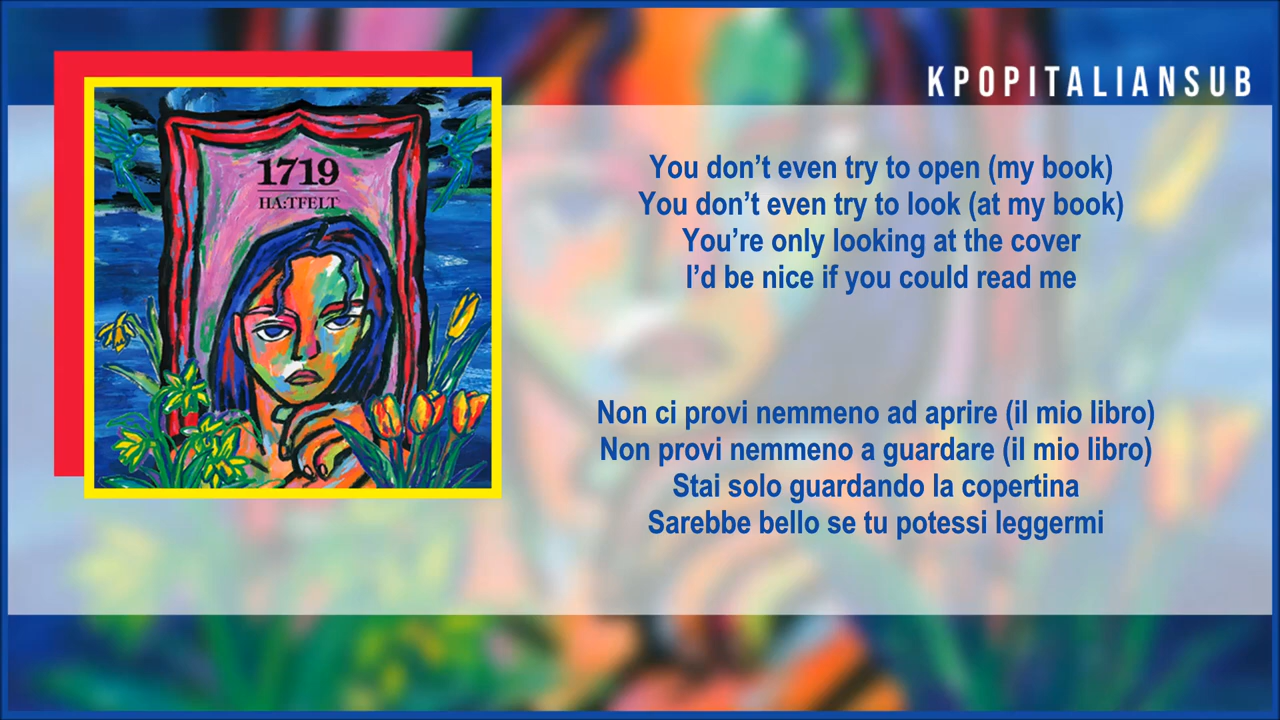 KPOPITALIANSUB
1719
HA:TFELT
You don’t even try to open (my book)
You don’t even try to look (at my book)
You’re only looking at the cover
I’d be nice if you could read me
Non ci provi nemmeno ad aprire (il mio libro)
Non provi nemmeno a guardare (il mio libro)
Stai solo guardando la copertina
Sarebbe bello se tu potessi leggermi